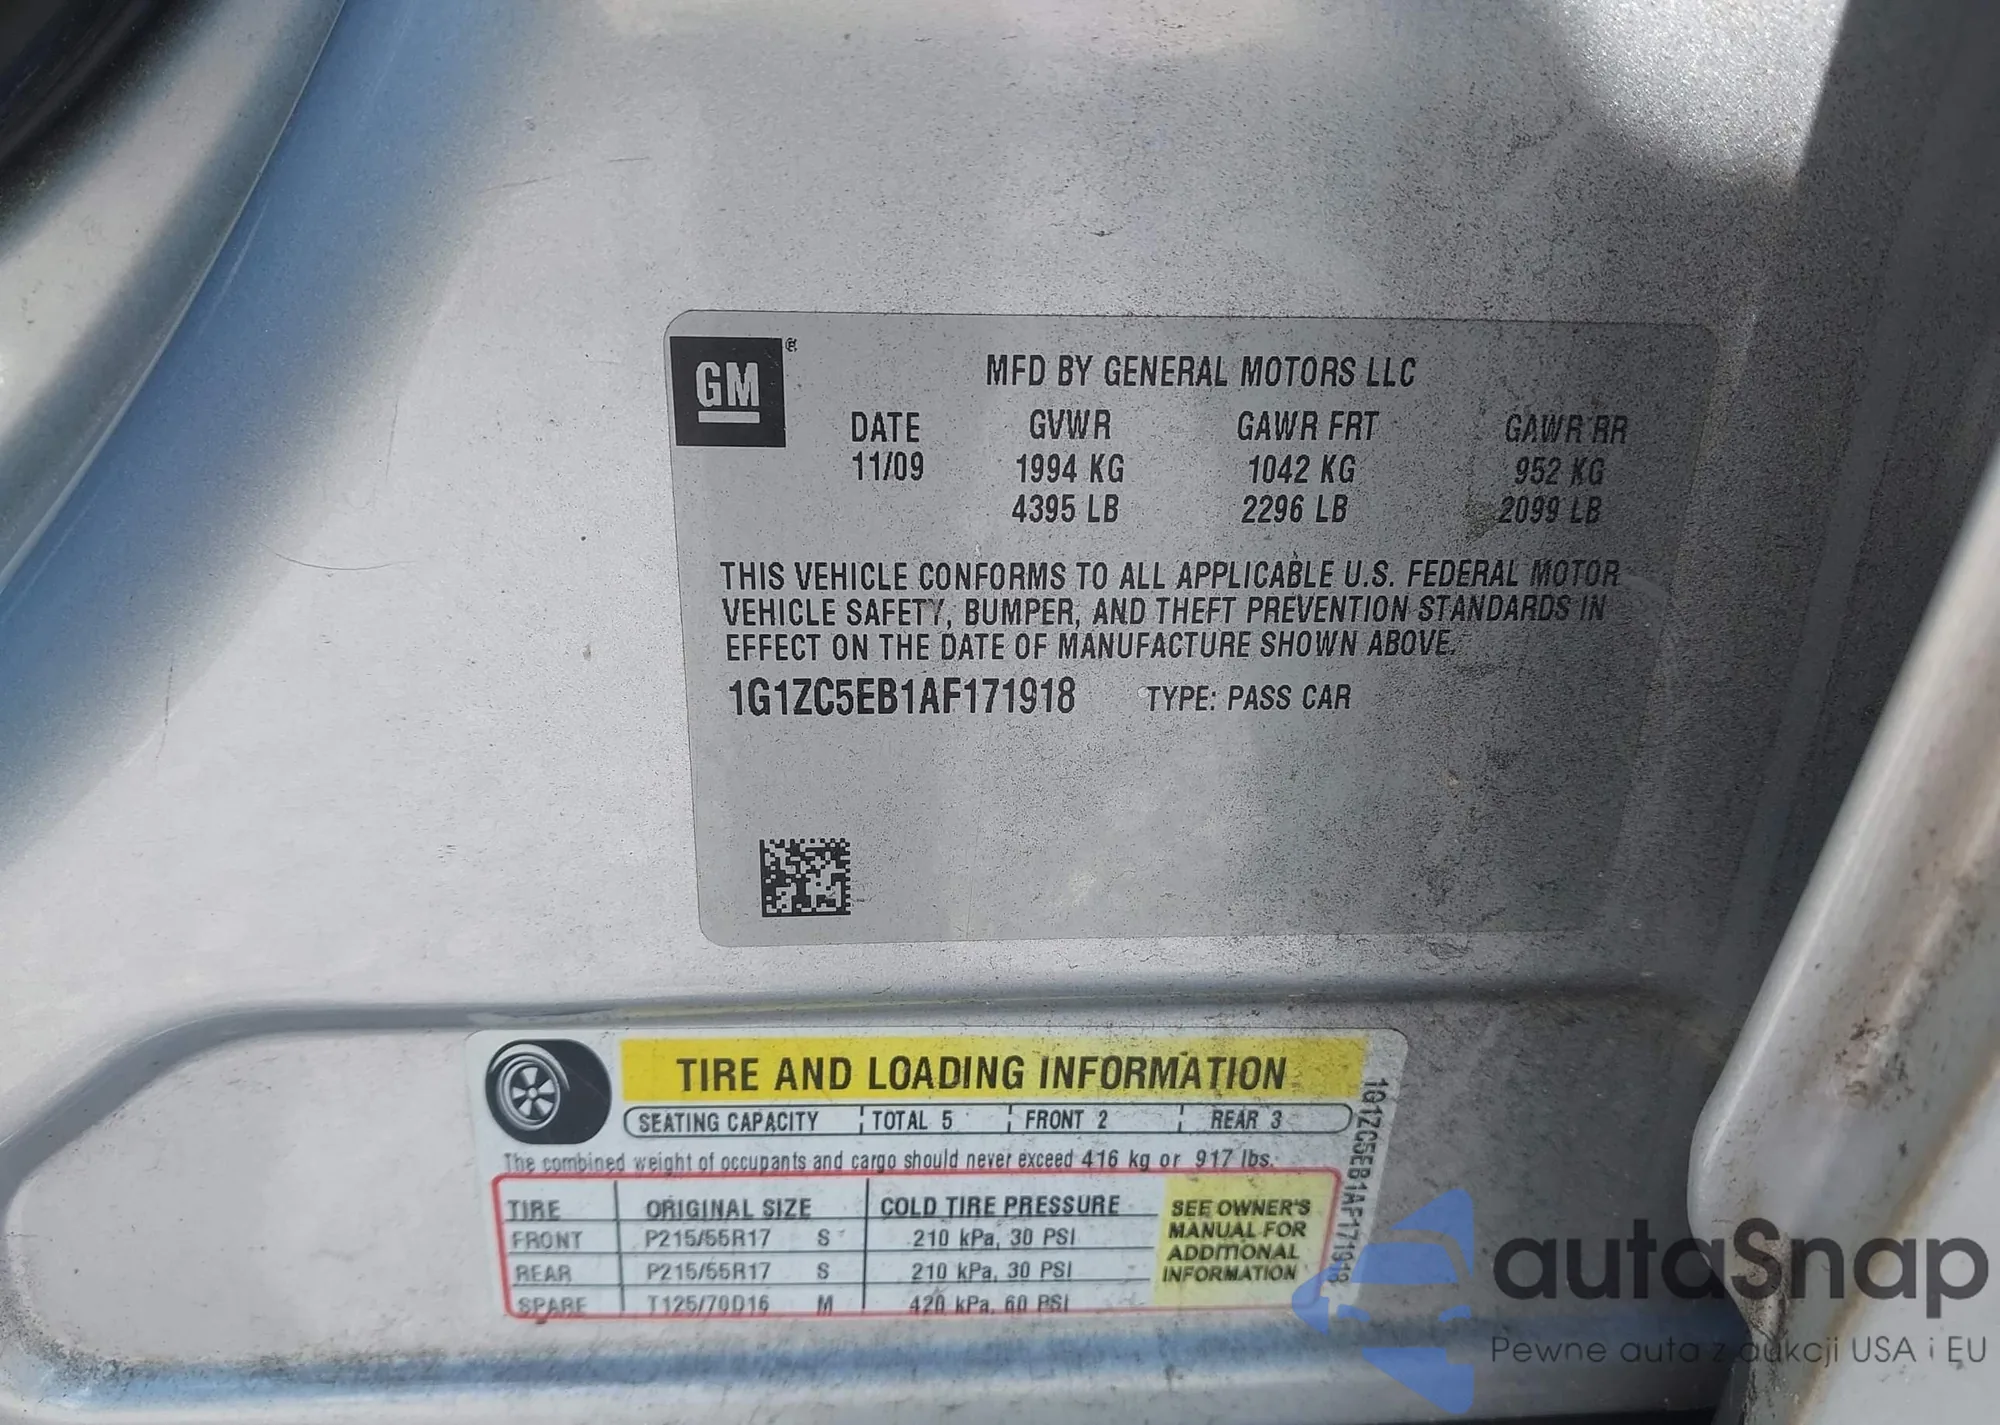 GM ®
MFD BY GENERAL MOTORS LLC
DATE GVWR GAWR FRT GAWR RR
11/09 1994 KG 1042 KG 952 KG
4395 LB 2296 LB 2099 LB
THIS VEHICLE CONFORMS TO ALL APPLICABLE U.S. FEDERAL MOTOR
VEHICLE SAFETY, BUMPER, AND THEFT PREVENTION STANDARDS IN
EFFECT ON THE DATE OF MANUFACTURE SHOWN ABOVE.
1G1ZC5EB1AF171918 TYPE: PASS CAR
TIRE AND LOADING INFORMATION
SEATING CAPACITY TOTAL 5 FRONT 2 REAR 3
The combined weight of occupants and cargo should never exceed 416 kg or 917 lbs.
TIRE ORIGINAL SIZE COLD TIRE PRESSURE
FRONT P215/55R17 S 210 kPa, 30 PSI
REAR P215/55R17 S 210 kPa, 30 PSI
SPARE T125/70D16 M 420 kPa, 60 PSI
SEE OWNER'S
MANUAL FOR
ADDITIONAL
INFORMATION
1G1ZC5EB1AF171918
autaSnap
Pewne auta z aukcji USA i EU